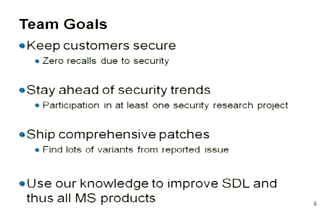 Team Goals
Keep customers secure
Zero recalls due to security
Stay ahead of security trends
Participation in at least one security research project
Ship comprehensive patches
Find lots of variants from reported issue
Use our knowledge to improve SDL and
thus all MS products
6